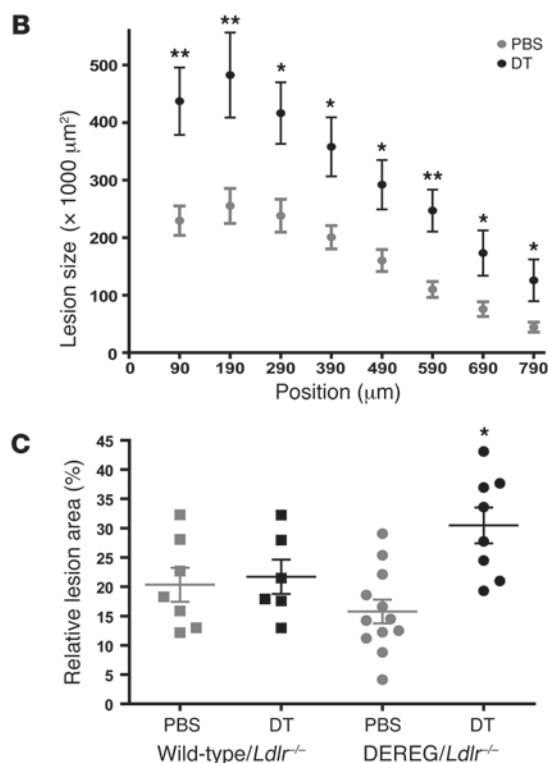 B
** ** * * * ** * *
PBS
DT
Lesion size (× 1000 μm²)
500
400
300
200
100
0
0 90 190 290 390 490 590 690 790
Position (μm)
C
*
Relative lesion area (%)
45
40
35
30
25
20
15
10
5
0
PBS DT PBS DT
Wild-type/Ldlr⁻/⁻ DEREG/Ldlr⁻/⁻